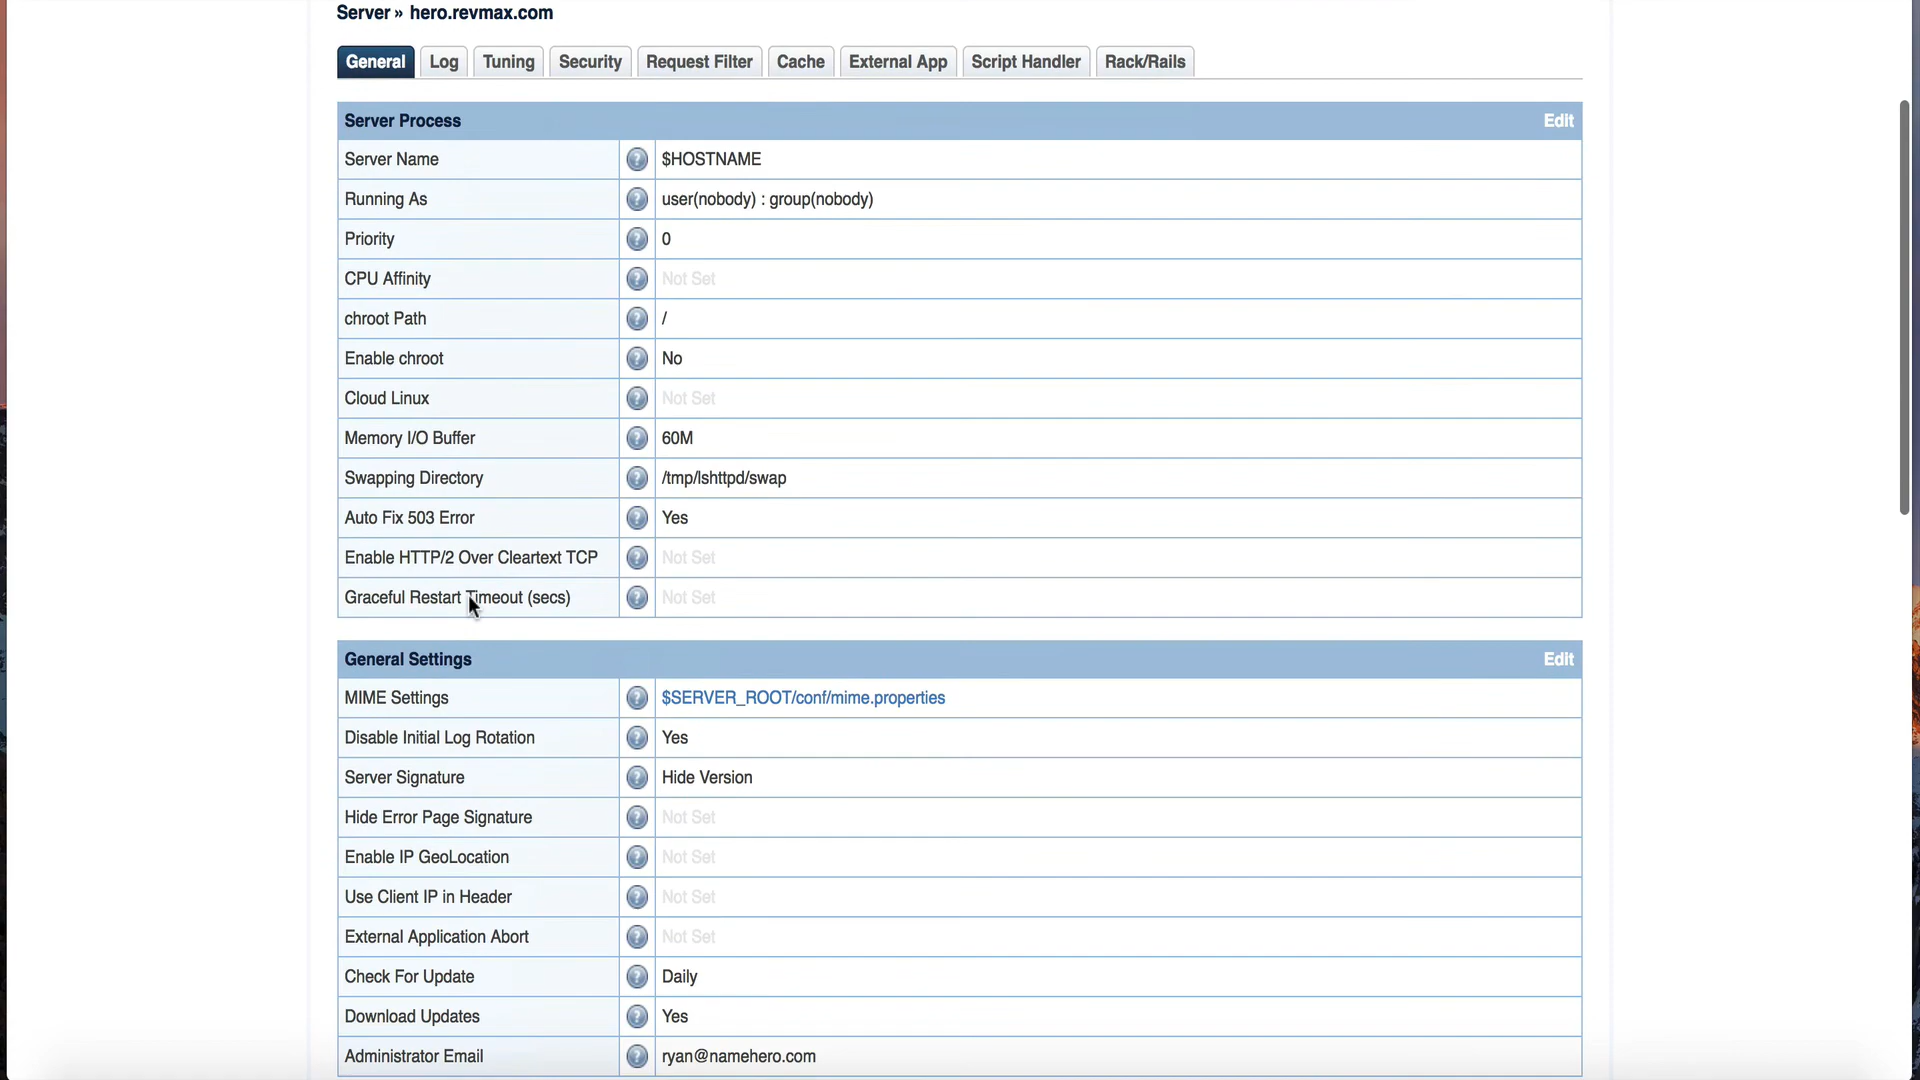 Server » hero.revmax.com
General Log Tuning Security Request Filter Cache External App Script Handler Rack/Rails
Server Process Edit
Server Name ? $HOSTNAME
Running As ? user(nobody) : group(nobody)
Priority ? 0
CPU Affinity ? Not Set
chroot Path ? /
Enable chroot ? No
Cloud Linux ? Not Set
Memory I/O Buffer ? 60M
Swapping Directory ? /tmp/lshttpd/swap
Auto Fix 503 Error ? Yes
Enable HTTP/2 Over Cleartext TCP ? Not Set
Graceful Restart Timeout (secs) ? Not Set
General Settings Edit
MIME Settings ? $SERVER_ROOT/conf/mime.properties
Disable Initial Log Rotation ? Yes
Server Signature ? Hide Version
Hide Error Page Signature ? Not Set
Enable IP GeoLocation ? Not Set
Use Client IP in Header ? Not Set
External Application Abort ? Not Set
Check For Update ? Daily
Download Updates ? Yes
Administrator Email ? ryan@namehero.com